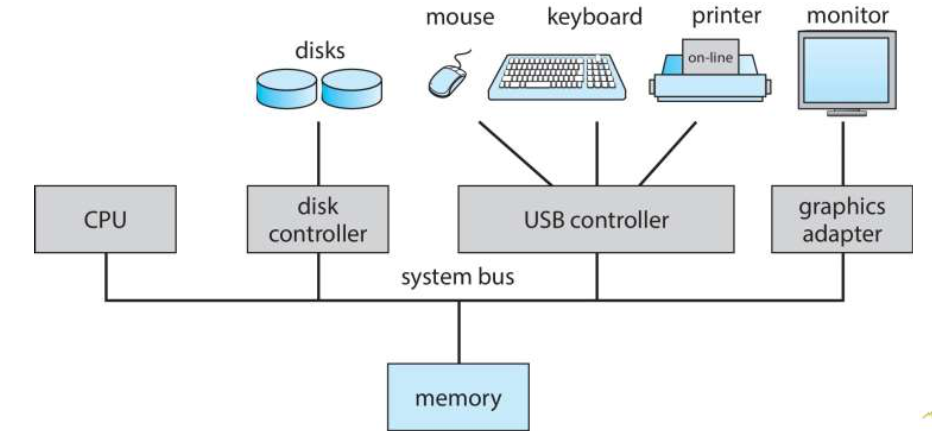 mouse
keyboard
printer
monitor
disks
on-line
CPU
disk
controller
USB controller
graphics
adapter
system bus
memory